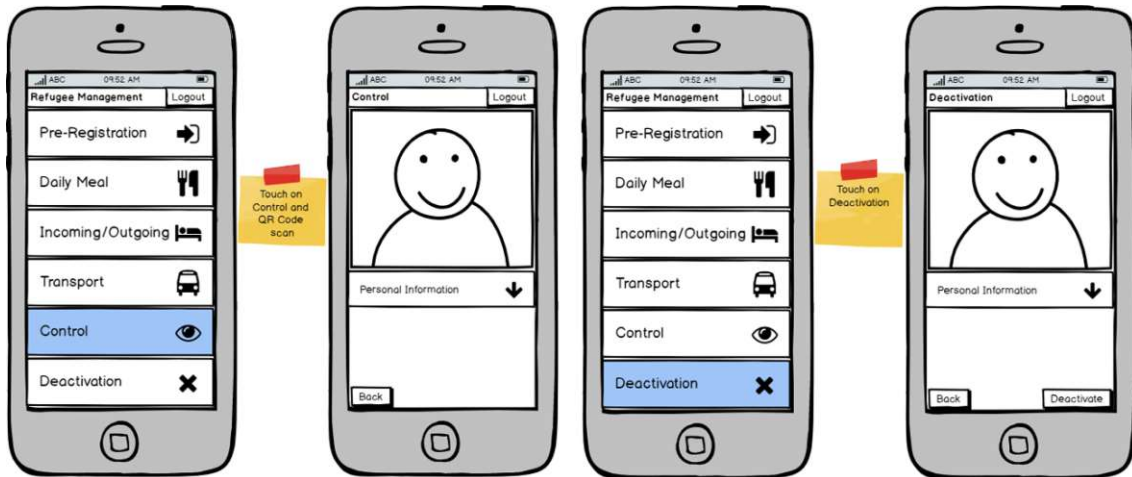 ABC 09:52 AM
Refugee Management Logout
Pre-Registration
Daily Meal
Incoming/Outgoing
Transport
Control
Deactivation
Touch on
Control and
QR Code
scan
ABC 09:52 AM
Control Logout
Personal Information
Back
ABC 09:52 AM
Refugee Management Logout
Pre-Registration
Daily Meal
Incoming/Outgoing
Transport
Control
Deactivation
Touch on
Deactivation
ABC 09:52 AM
Deactivation Logout
Personal Information
Back Deactivate